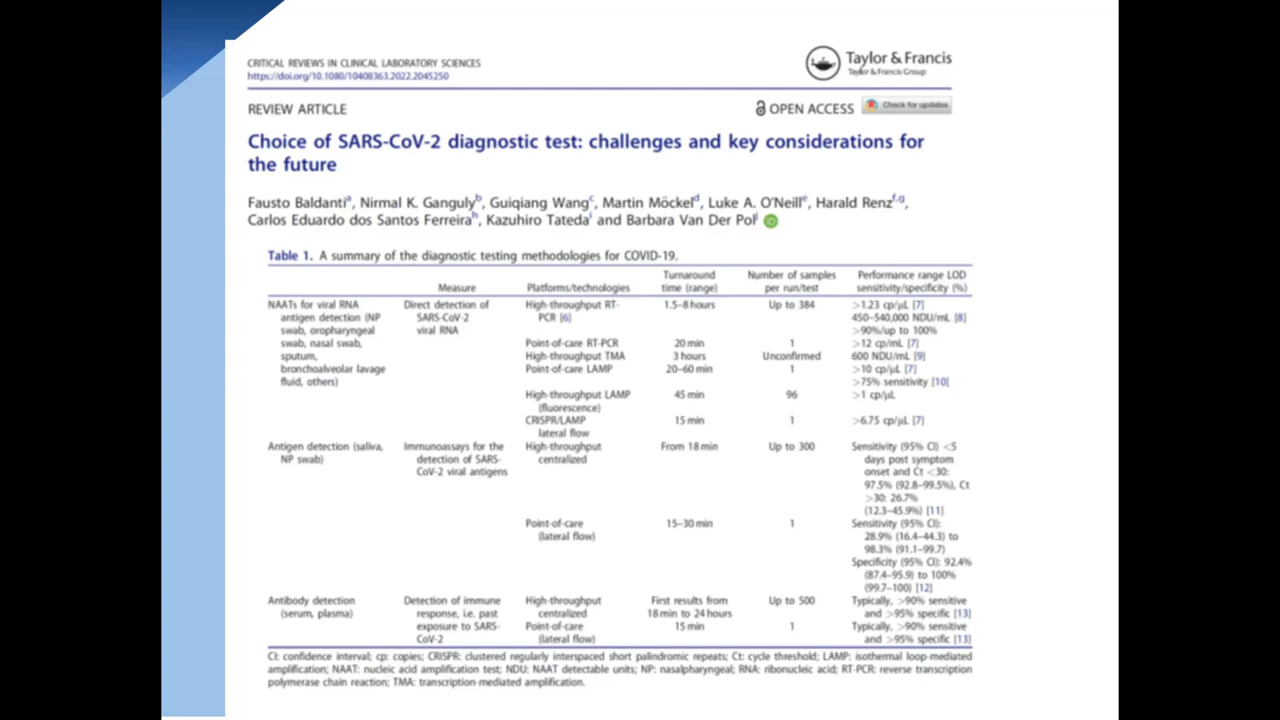 CRITICAL REVIEWS IN CLINICAL LABORATORY SCIENCES
https://doi.org/10.1080/10408363.2022.2045250
Taylor & Francis
Taylor & Francis Group
REVIEW ARTICLE
OPEN ACCESS
Check for updates
Choice of SARS-CoV-2 diagnostic test: challenges and key considerations for
the future
Fausto Baldantiᵃ, Nirmal K. Gangulyᵇ, Guiqiang Wangᶜ, Martin Möckelᵈ, Luke A. O'Neillᵉ, Harald Renzᶠ,ᵍ,
Carlos Eduardo dos Santos Ferreiraʰ, Kazuhiro Tatedaⁱ and Barbara Van Der Polʲ iD
Table 1. A summary of the diagnostic testing methodologies for COVID-19.
Turnaround Number of samples Performance range LOD
Measure Platforms/technologies time (range) per run/test sensitivity/specificity (%)
NAATs for viral RNA Direct detection of High-throughput RT- 1.5–8 hours Up to 384 >1.23 cp/µL [7]
antigen detection (NP SARS-CoV-2 PCR [6] 450–540,000 NDU/mL [8]
swab, oropharyngeal viral RNA >90%/up to 100%
swab, nasal swab, Point-of-care RT-PCR 20 min 1 >12 cp/mL [7]
sputum, High-throughput TMA 3 hours Unconfirmed 600 NDU/mL [9]
bronchoalveolar lavage Point-of-care LAMP 20–60 min 1 >10 cp/µL [7]
fluid, others) >75% sensitivity [10]
High-throughput LAMP 45 min 96 >1 cp/µL
(fluorescence)
CRISPR/LAMP 15 min 1 >6.75 cp/µL [7]
lateral flow
Antigen detection (saliva, Immunoassays for the High-throughput From 18 min Up to 300 Sensitivity (95% CI) <5
NP swab) detection of SARS- centralized days post symptom
CoV-2 viral antigens onset and Ct <30:
97.5% (92.8–99.5%), Ct
>30: 26.7%
(12.3–45.9%) [11]
Point-of-care 15–30 min 1 Sensitivity (95% CI):
(lateral flow) 28.9% (16.4–44.3) to
98.3% (91.1–99.7)
Specificity (95% CI): 92.4%
(87.4–95.9) to 100%
(99.7–100) [12]
Antibody detection Detection of immune High-throughput First results from Up to 500 Typically, >90% sensitive
(serum, plasma) response, i.e. past centralized 18 min to 24 hours and >95% specific [13]
exposure to SARS- Point-of-care 15 min 1 Typically, >90% sensitive
CoV-2 (lateral flow) and >95% specific [13]
CI: confidence interval; cp: copies; CRISPR: clustered regularly interspaced short palindromic repeats; Ct: cycle threshold; LAMP: isothermal loop-mediated
amplification; NAAT: nucleic acid amplification test; NDU: NAAT detectable units; NP: nasalpharyngeal; RNA: ribonucleic acid; RT-PCR: reverse transcription
polymerase chain reaction; TMA: transcription-mediated amplification.